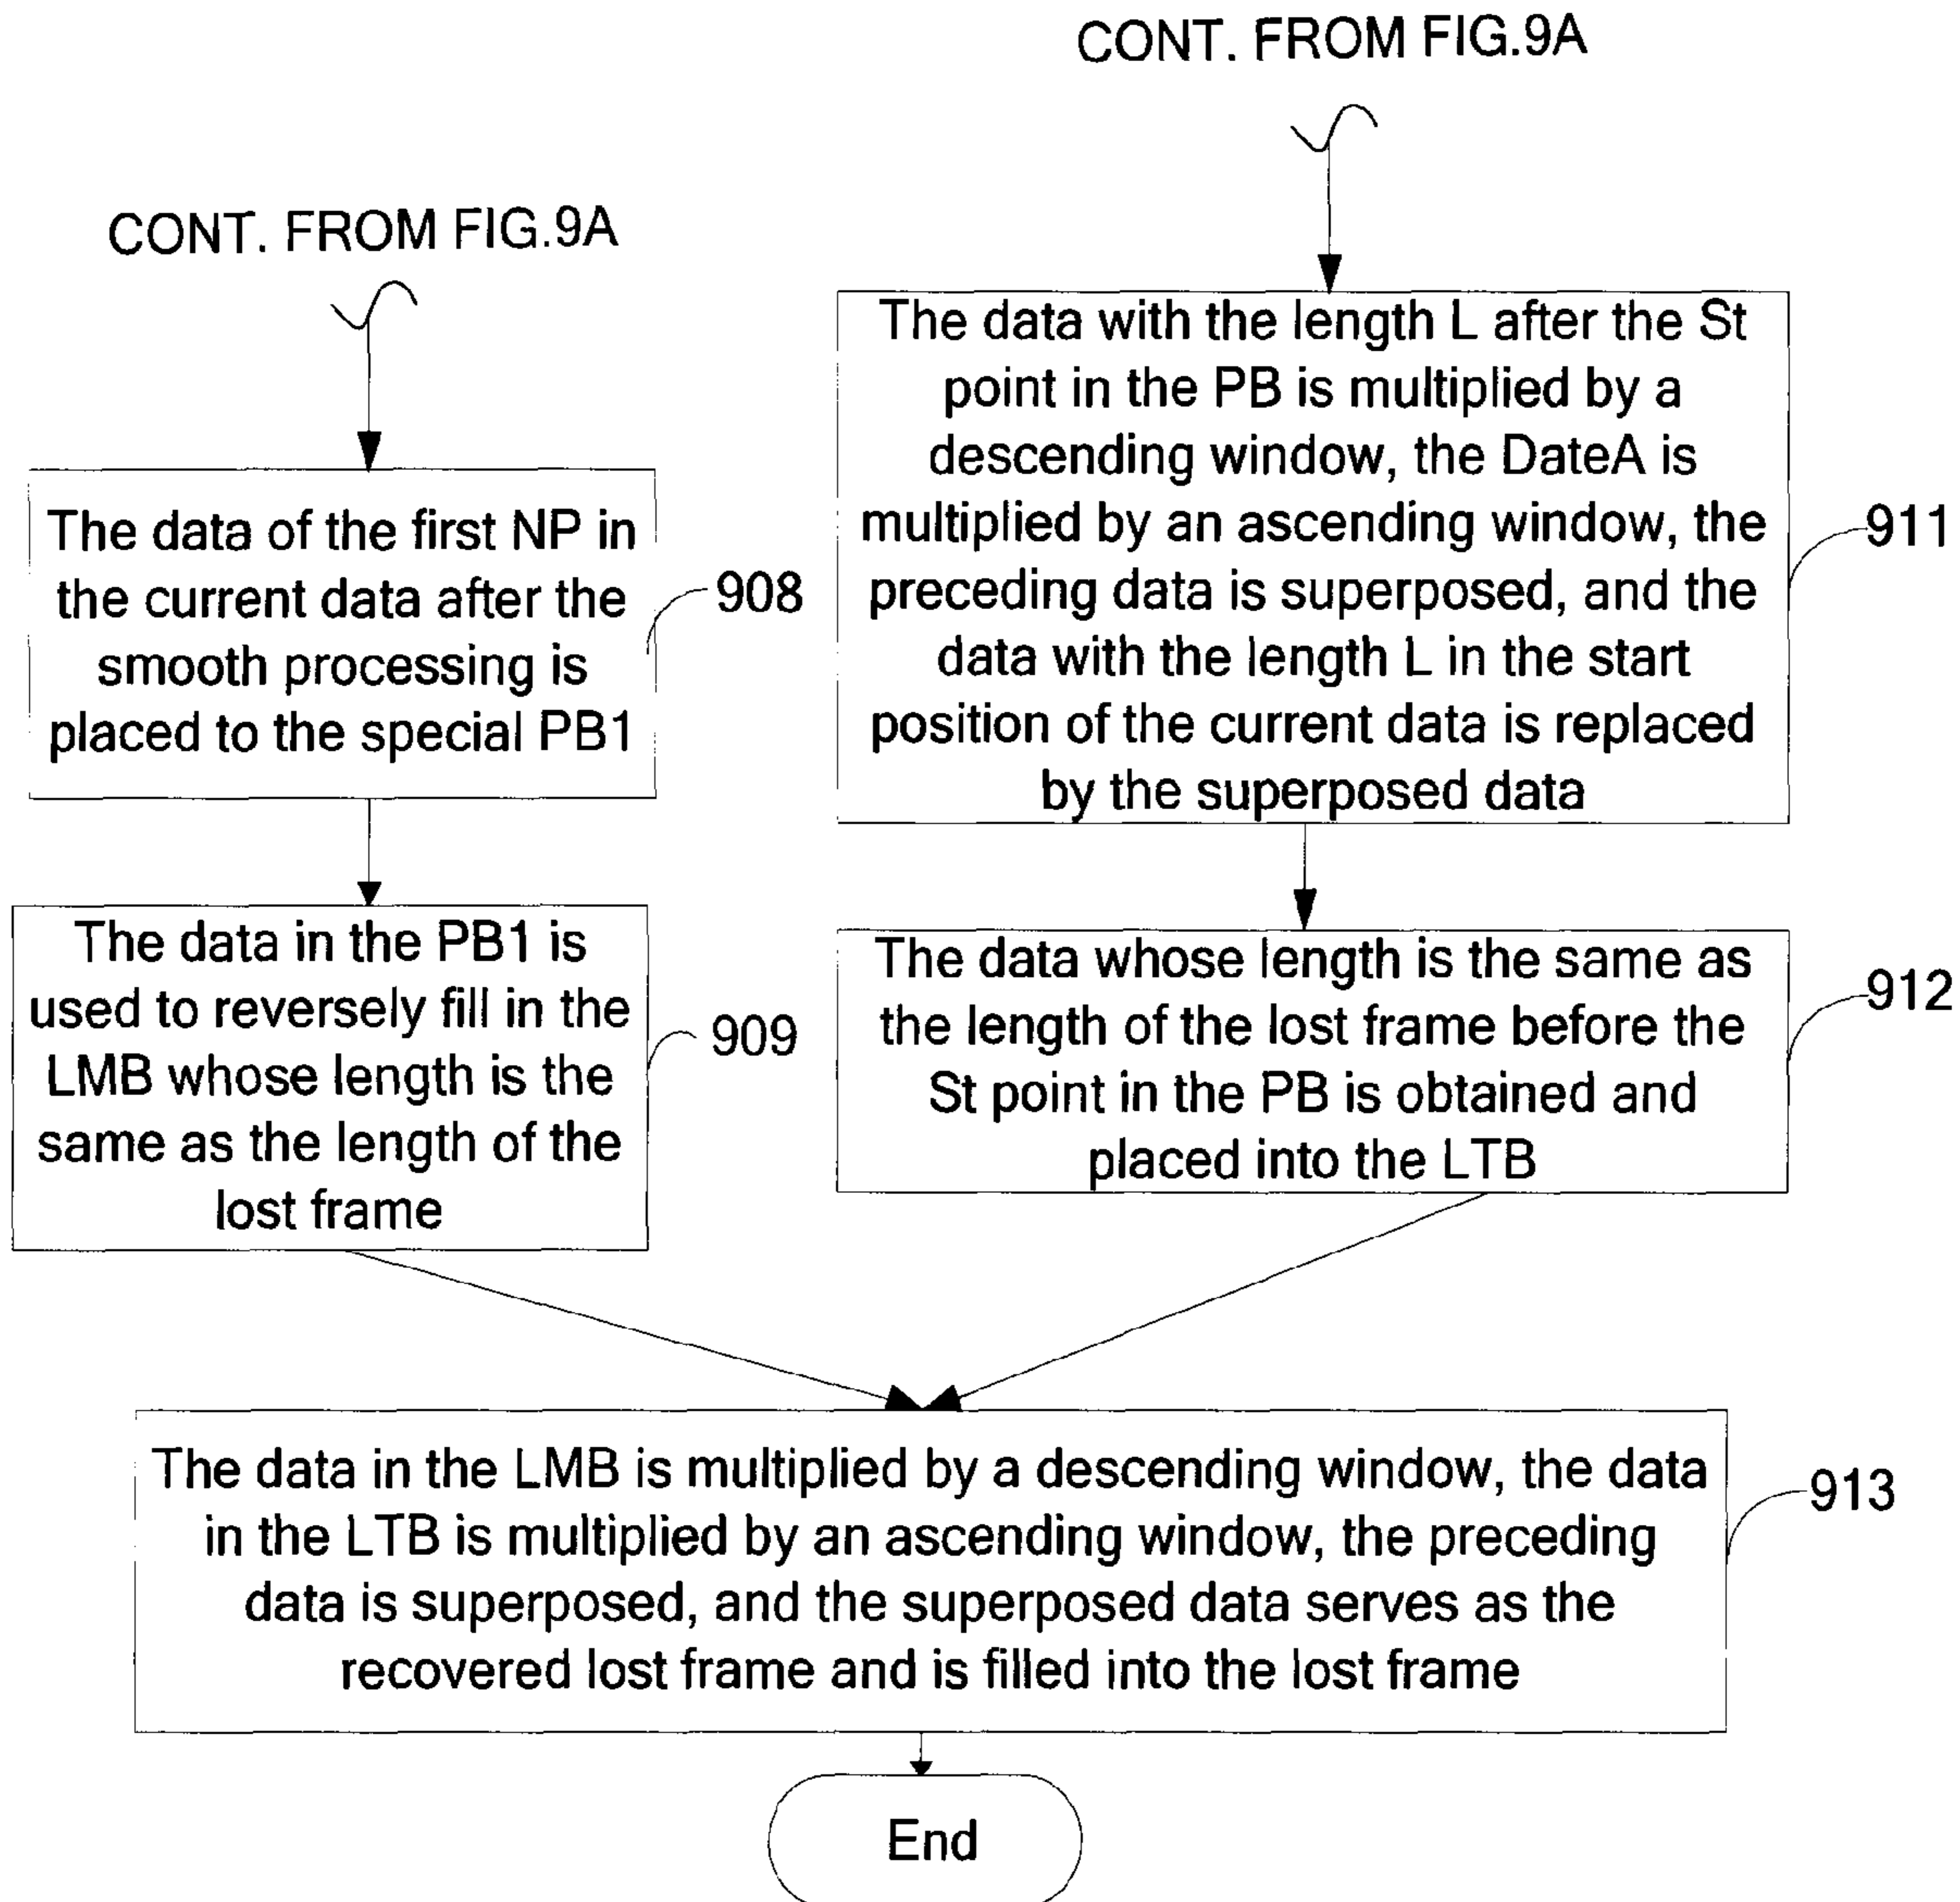 CONT. FROM FIG.9A
The data of the first NP in
the current data after the
smooth processing is
placed to the special PB1
908
The data in the PB1 is
used to reversely fill in the
LMB whose length is the
same as the length of the
lost frame
909
CONT. FROM FIG.9A
The data with the length L after the St
point in the PB is multiplied by a
descending window, the DateA is
multiplied by an ascending window, the
preceding data is superposed, and the
data with the length L in the start
position of the current data is replaced
by the superposed data
911
The data whose length is the same as
the length of the lost frame before the
St point in the PB is obtained and
placed into the LTB
912
The data in the LMB is multiplied by a descending window, the data
in the LTB is multiplied by an ascending window, the preceding
data is superposed, and the superposed data serves as the
recovered lost frame and is filled into the lost frame
913
End